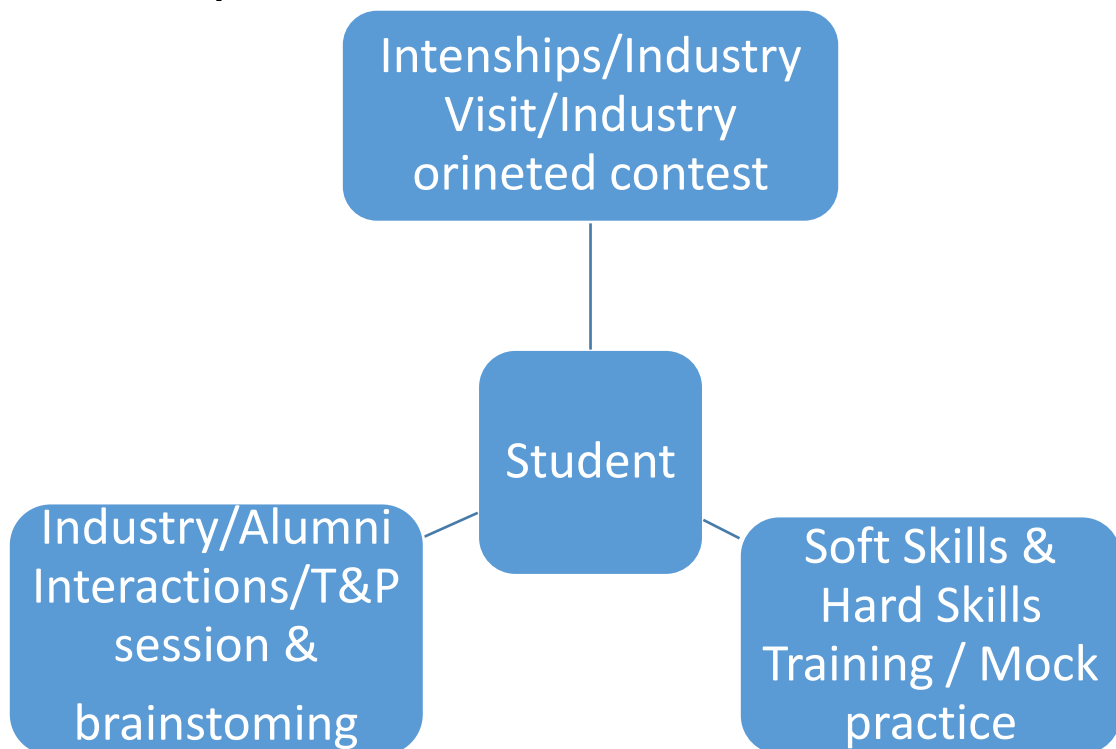 Intenships/Industry
Visit/Industry
orineted contest
Student
Industry/Alumni
Interactions/T&P
session &
brainstoming
Soft Skills &
Hard Skills
Training / Mock
practice